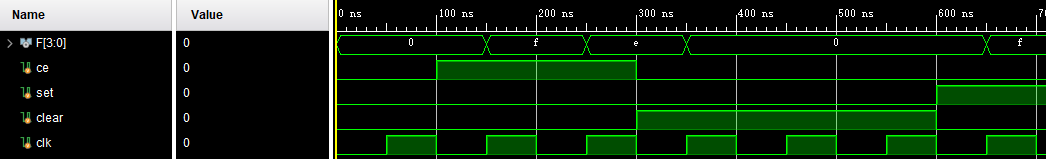 Name Value 0 ns 100 ns 200 ns 300 ns 400 ns 500 ns 600 ns
F[3:0] 0 0 f e 0 f
ce 0
set 0
clear 0
clk 0